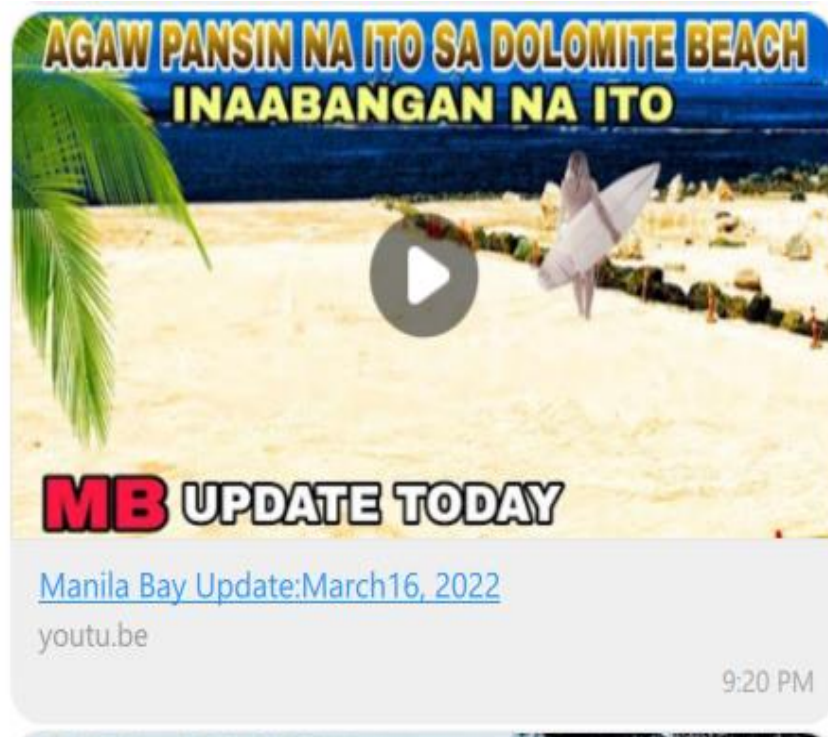 AGAW PANSIN NA ITO SA DOLOMITE BEACH
INAABANGAN NA ITO
MB UPDATE TODAY
Manila Bay Update:March16, 2022
youtu.be
9:20 PM